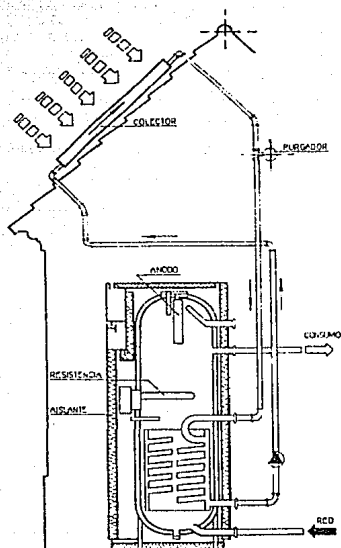 COLECTOR
PURGADOR
ANODO
CONSUMO
RESISTENCIA
AISLANTE
RED